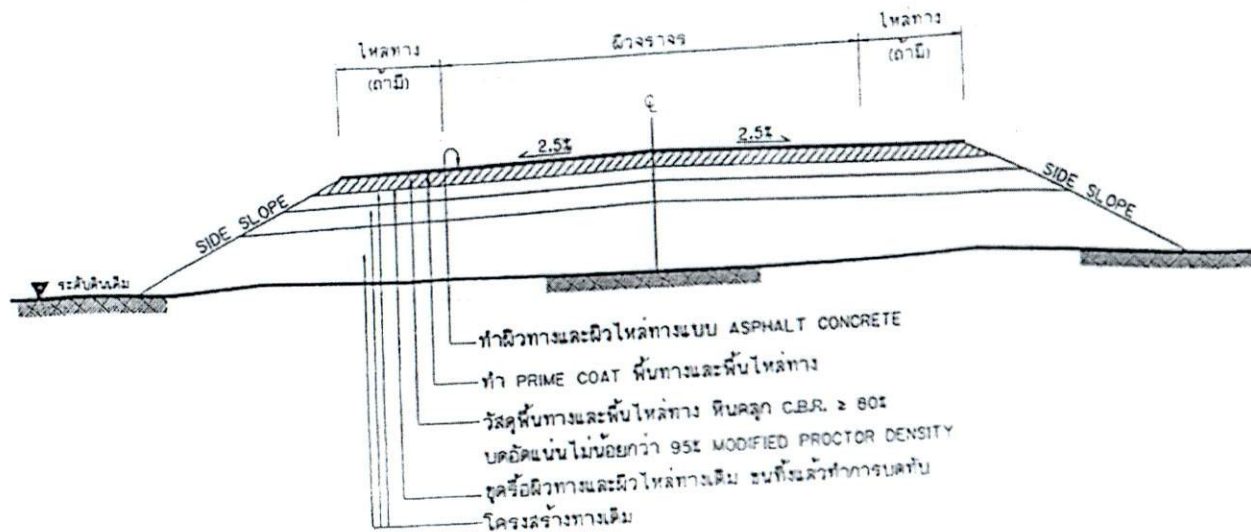 ไหล่ทาง
(ถ้ามี)
ผิวจราจร
ไหล่ทาง
(ถ้ามี)
℄
2.5%
2.5%
SIDE SLOPE
SIDE SLOPE
ระดับดินเดิม
ทำผิวทางและผิวไหล่ทางแบบ ASPHALT CONCRETE
ทำ PRIME COAT พื้นทางและพื้นไหล่ทาง
วัสดุพื้นทางและพื้นไหล่ทาง หินคลุก C.B.R. ≥ 80%
บดอัดแน่นไม่น้อยกว่า 95% MODIFIED PROCTOR DENSITY
ขุดรื้อผิวทางและผิวไหล่ทางเดิม ขนทิ้งแล้วทำการบดทับ
โครงสร้างทางเดิม